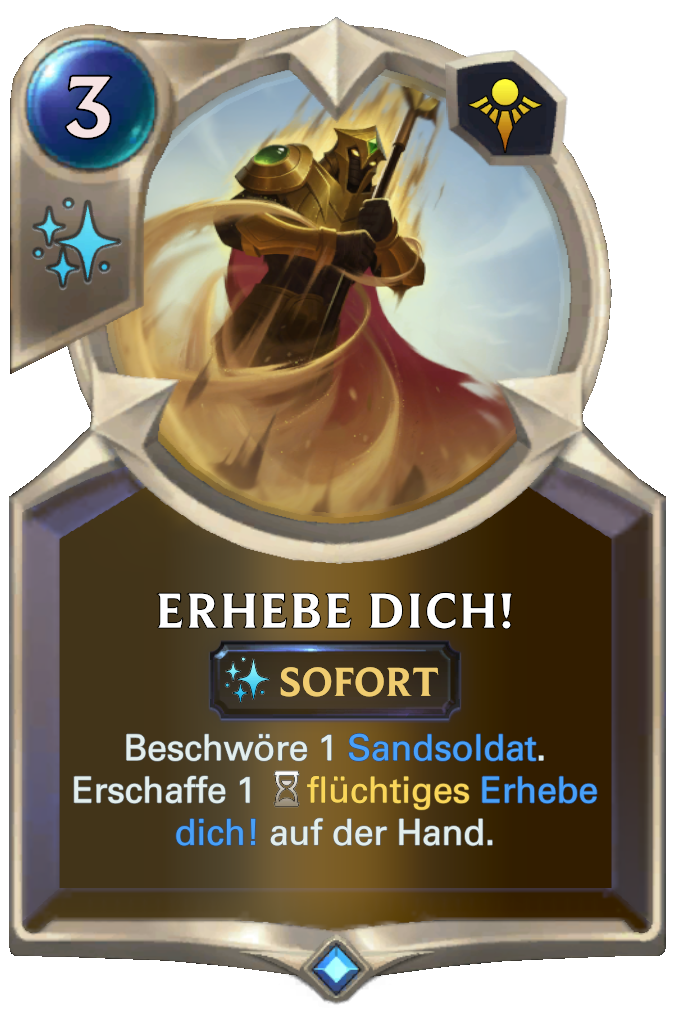 3
ERHEBE DICH!
SOFORT
Beschwöre 1 Sandsoldat.
Erschaffe 1 flüchtiges Erhebe
dich! auf der Hand.